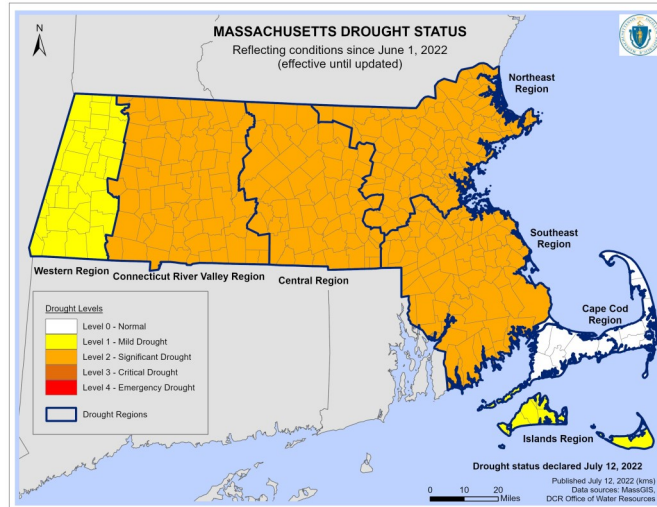 MASSACHUSETTS DROUGHT STATUS
Reflecting conditions since June 1, 2022
(effective until updated)
N
Northeast
Region
Southeast
Region
Cape Cod
Region
Western Region
Connecticut River Valley Region
Central Region
Islands Region
Drought Levels
Level 0 - Normal
Level 1 - Mild Drought
Level 2 - Significant Drought
Level 3 - Critical Drought
Level 4 - Emergency Drought
Drought Regions
Drought status declared July 12, 2022
Published July 12, 2022 (kms)
Data sources: MassGIS,
DCR Office of Water Resources
0 10 20
Miles